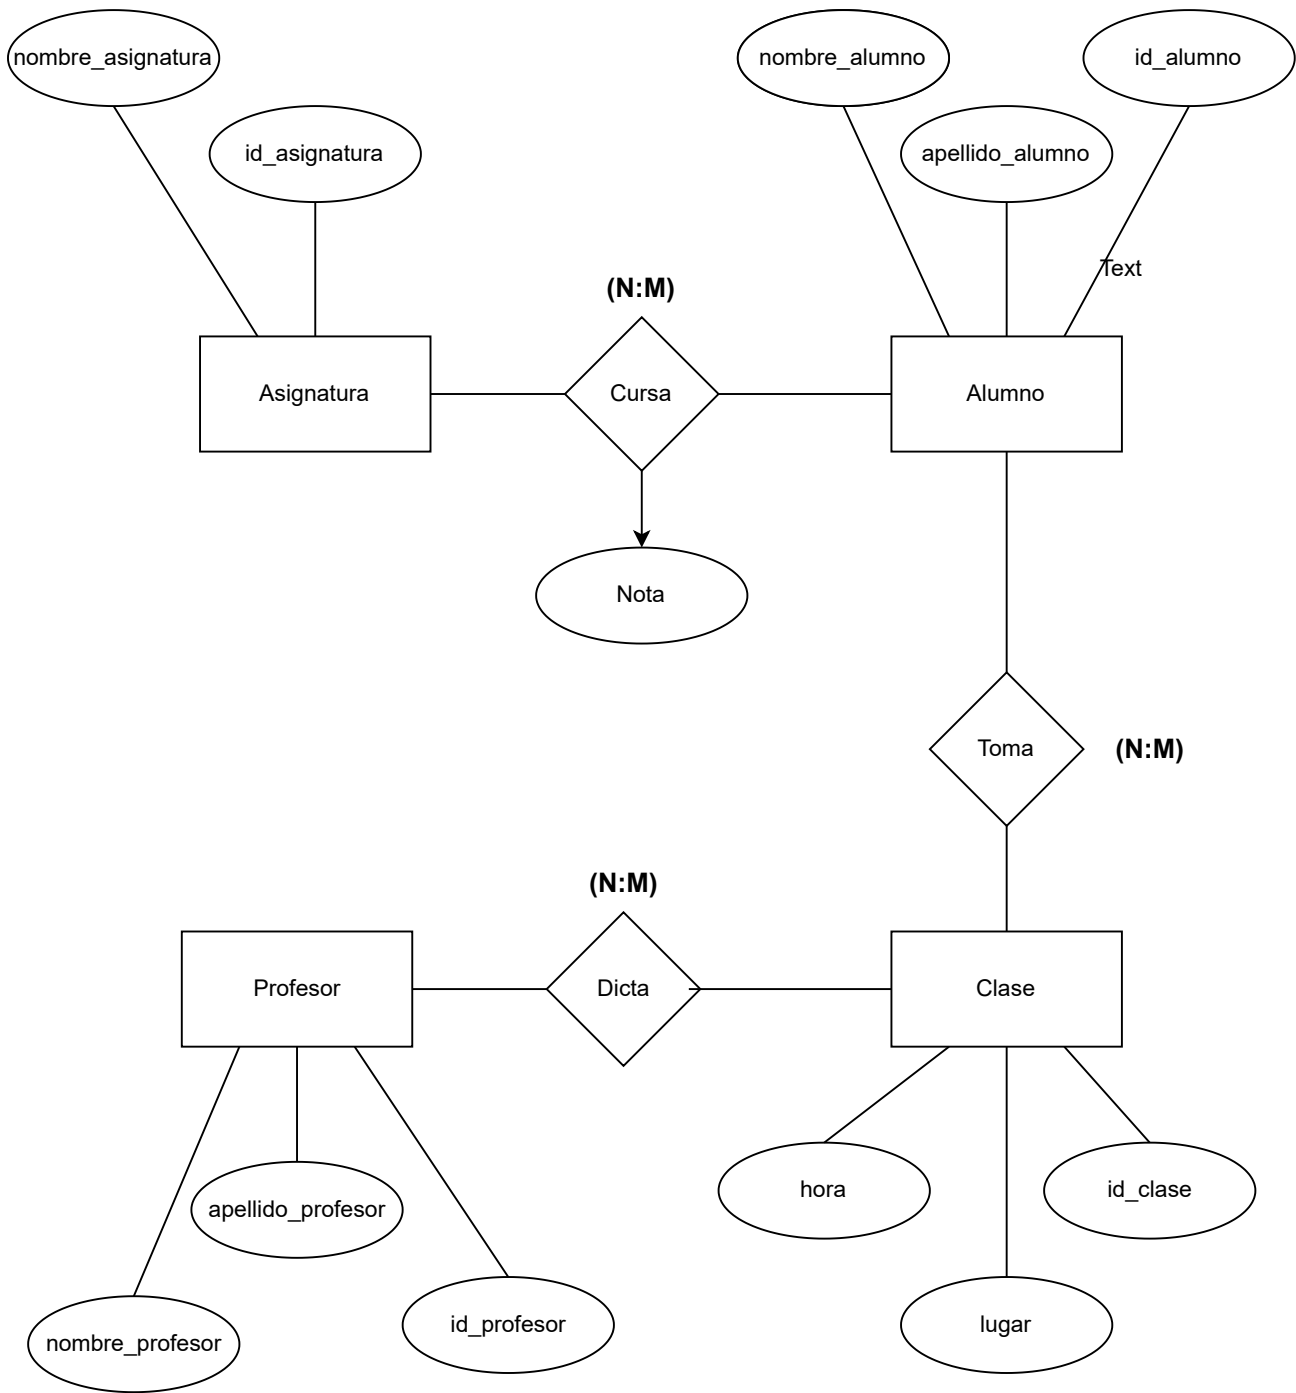 nombre_asignatura
nombre_alumno
id_alumno
id_asignatura
apellido_alumno
Text
(N:M)
Asignatura
Cursa
Alumno
Nota
Toma
(N:M)
(N:M)
Profesor
Dicta
Clase
hora
id_clase
apellido_profesor
id_profesor
lugar
nombre_profesor